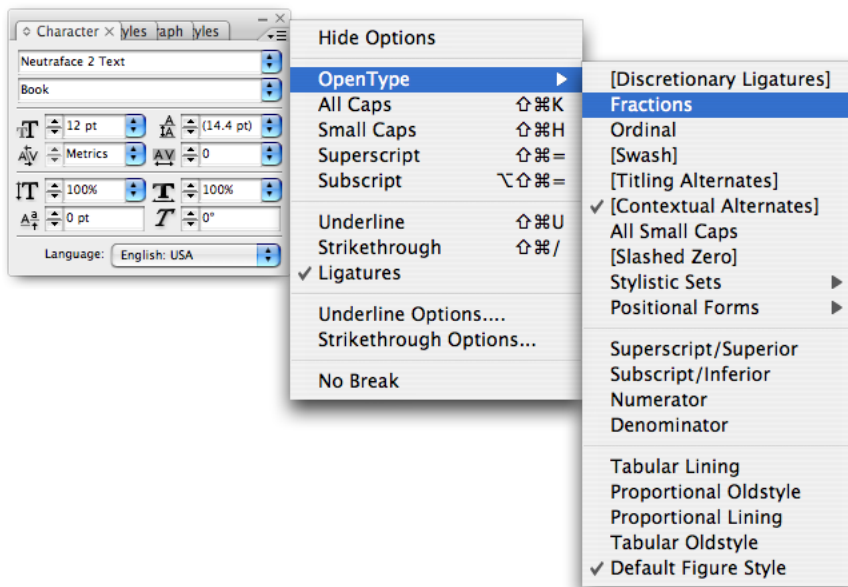 Character × yles aph yles
Neutraface 2 Text
Book
12 pt (14.4 pt)
Metrics 0
100% 100%
0 pt 0°
Language: English: USA
Hide Options
OpenType
All Caps ⇧⌘K
Small Caps ⇧⌘H
Superscript ⇧⌘=
Subscript ⌥⇧⌘=
Underline ⇧⌘U
Strikethrough ⇧⌘/
✓ Ligatures
Underline Options....
Strikethrough Options...
No Break
[Discretionary Ligatures]
Fractions
Ordinal
[Swash]
[Titling Alternates]
✓ [Contextual Alternates]
All Small Caps
[Slashed Zero]
Stylistic Sets
Positional Forms
Superscript/Superior
Subscript/Inferior
Numerator
Denominator
Tabular Lining
Proportional Oldstyle
Proportional Lining
Tabular Oldstyle
✓ Default Figure Style